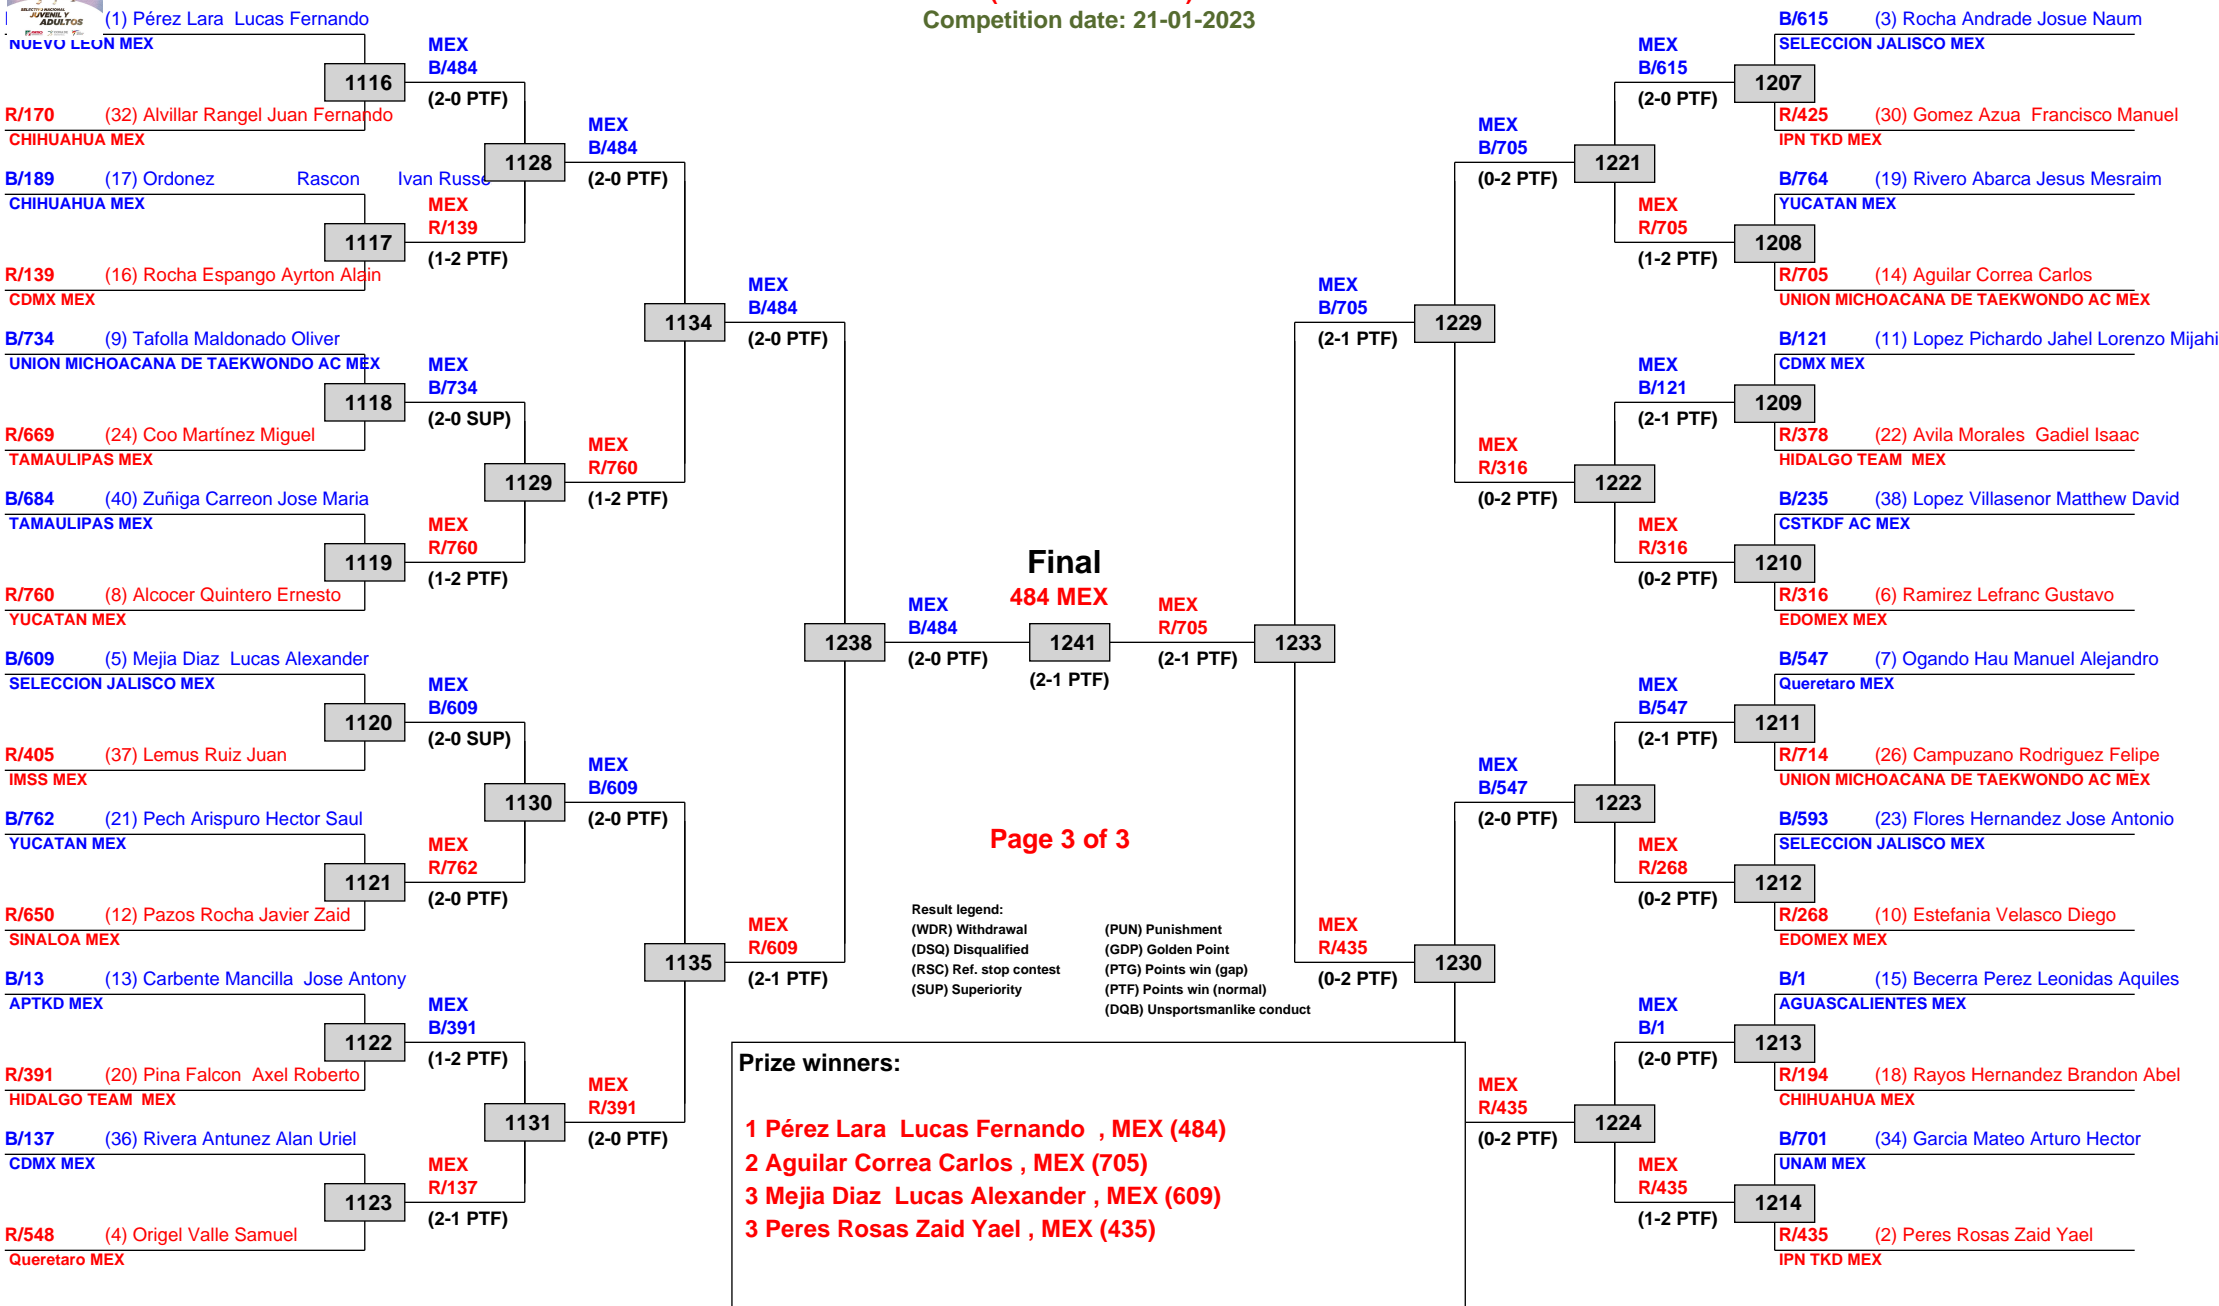 SELECTIVO NACIONAL
JUVENIL Y
ADULTOS
Competition date: 21-01-2023
(1) Pérez Lara  Lucas Fernando
NUEVO LEON MEX
R/170 (32) Alvillar Rangel Juan Fernando
CHIHUAHUA MEX
B/189 (17) Ordonez Rascon Ivan Russe
CHIHUAHUA MEX
R/139 (16) Rocha Espango Ayrton Alain
CDMX MEX
B/734 (9) Tafolla Maldonado Oliver
UNION MICHOACANA DE TAEKWONDO AC MEX
R/669 (24) Coo Martínez Miguel
TAMAULIPAS MEX
B/684 (40) Zuñiga Carreon Jose Maria
TAMAULIPAS MEX
R/760 (8) Alcocer Quintero Ernesto
YUCATAN MEX
B/609 (5) Mejia Diaz  Lucas Alexander
SELECCION JALISCO MEX
R/405 (37) Lemus Ruiz Juan
IMSS MEX
B/762 (21) Pech Arispuro Hector Saul
YUCATAN MEX
R/650 (12) Pazos Rocha Javier Zaid
SINALOA MEX
B/13 (13) Carbente Mancilla  Jose Antony
APTKD MEX
R/391 (20) Pina Falcon  Axel Roberto
HIDALGO TEAM  MEX
B/137 (36) Rivera Antunez Alan Uriel
CDMX MEX
R/548 (4) Origel Valle Samuel
Queretaro MEX
1116
MEX
B/484
(2-0 PTF)
1117
MEX
R/139
(1-2 PTF)
1118
MEX
B/734
(2-0 SUP)
1119
MEX
R/760
(1-2 PTF)
1120
MEX
B/609
(2-0 SUP)
1121
MEX
R/762
(2-0 PTF)
1122
MEX
B/391
(1-2 PTF)
1123
MEX
R/137
(2-1 PTF)
1128
MEX
B/484
(2-0 PTF)
1129
MEX
R/760
(1-2 PTF)
1130
MEX
B/609
(2-0 PTF)
1131
MEX
R/391
(2-0 PTF)
1134
MEX
B/484
(2-0 PTF)
1135
MEX
R/609
(2-1 PTF)
1238
MEX
B/484
(2-0 PTF)
Final
484 MEX
1241
(2-1 PTF)
MEX
R/705
(2-1 PTF)
1233
MEX
B/705
(2-1 PTF)
1229
MEX
R/435
(0-2 PTF)
1230
MEX
B/705
(0-2 PTF)
1221
MEX
R/316
(0-2 PTF)
1222
MEX
B/547
(2-0 PTF)
1223
MEX
R/435
(0-2 PTF)
1224
MEX
B/615
(2-0 PTF)
1207
MEX
R/705
(1-2 PTF)
1208
MEX
B/121
(2-1 PTF)
1209
MEX
R/316
(0-2 PTF)
1210
MEX
B/547
(2-1 PTF)
1211
MEX
R/268
(0-2 PTF)
1212
MEX
B/1
(2-0 PTF)
1213
MEX
R/435
(1-2 PTF)
1214
B/615 (3) Rocha Andrade Josue Naum
SELECCION JALISCO MEX
R/425 (30) Gomez Azua  Francisco Manuel
IPN TKD MEX
B/764 (19) Rivero Abarca Jesus Mesraim
YUCATAN MEX
R/705 (14) Aguilar Correa Carlos
UNION MICHOACANA DE TAEKWONDO AC MEX
B/121 (11) Lopez Pichardo Jahel Lorenzo Mijahi
CDMX MEX
R/378 (22) Avila Morales  Gadiel Isaac
HIDALGO TEAM  MEX
B/235 (38) Lopez Villasenor Matthew David
CSTKDF AC MEX
R/316 (6) Ramirez Lefranc Gustavo
EDOMEX MEX
B/547 (7) Ogando Hau Manuel Alejandro
Queretaro MEX
R/714 (26) Campuzano Rodriguez Felipe
UNION MICHOACANA DE TAEKWONDO AC MEX
B/593 (23) Flores Hernandez Jose Antonio
SELECCION JALISCO MEX
R/268 (10) Estefania Velasco Diego
EDOMEX MEX
B/1 (15) Becerra Perez Leonidas Aquiles
AGUASCALIENTES MEX
R/194 (18) Rayos Hernandez Brandon Abel
CHIHUAHUA MEX
B/701 (34) Garcia Mateo Arturo Hector
UNAM MEX
R/435 (2) Peres Rosas Zaid Yael
IPN TKD MEX
Page 3 of 3
Result legend:
(WDR) Withdrawal (PUN) Punishment
(DSQ) Disqualified (GDP) Golden Point
(RSC) Ref. stop contest (PTG) Points win (gap)
(SUP) Superiority (PTF) Points win (normal)
(DQB) Unsportsmanlike conduct
Prize winners:
1 Pérez Lara  Lucas Fernando  , MEX (484)
2 Aguilar Correa Carlos , MEX (705)
3 Mejia Diaz  Lucas Alexander , MEX (609)
3 Peres Rosas Zaid Yael , MEX (435)